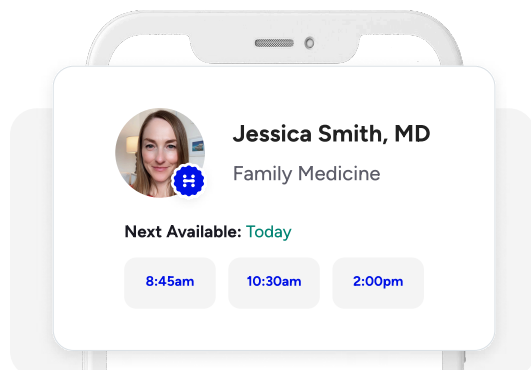 Jessica Smith, MD
Family Medicine
Next Available: Today
8:45am 10:30am 2:00pm